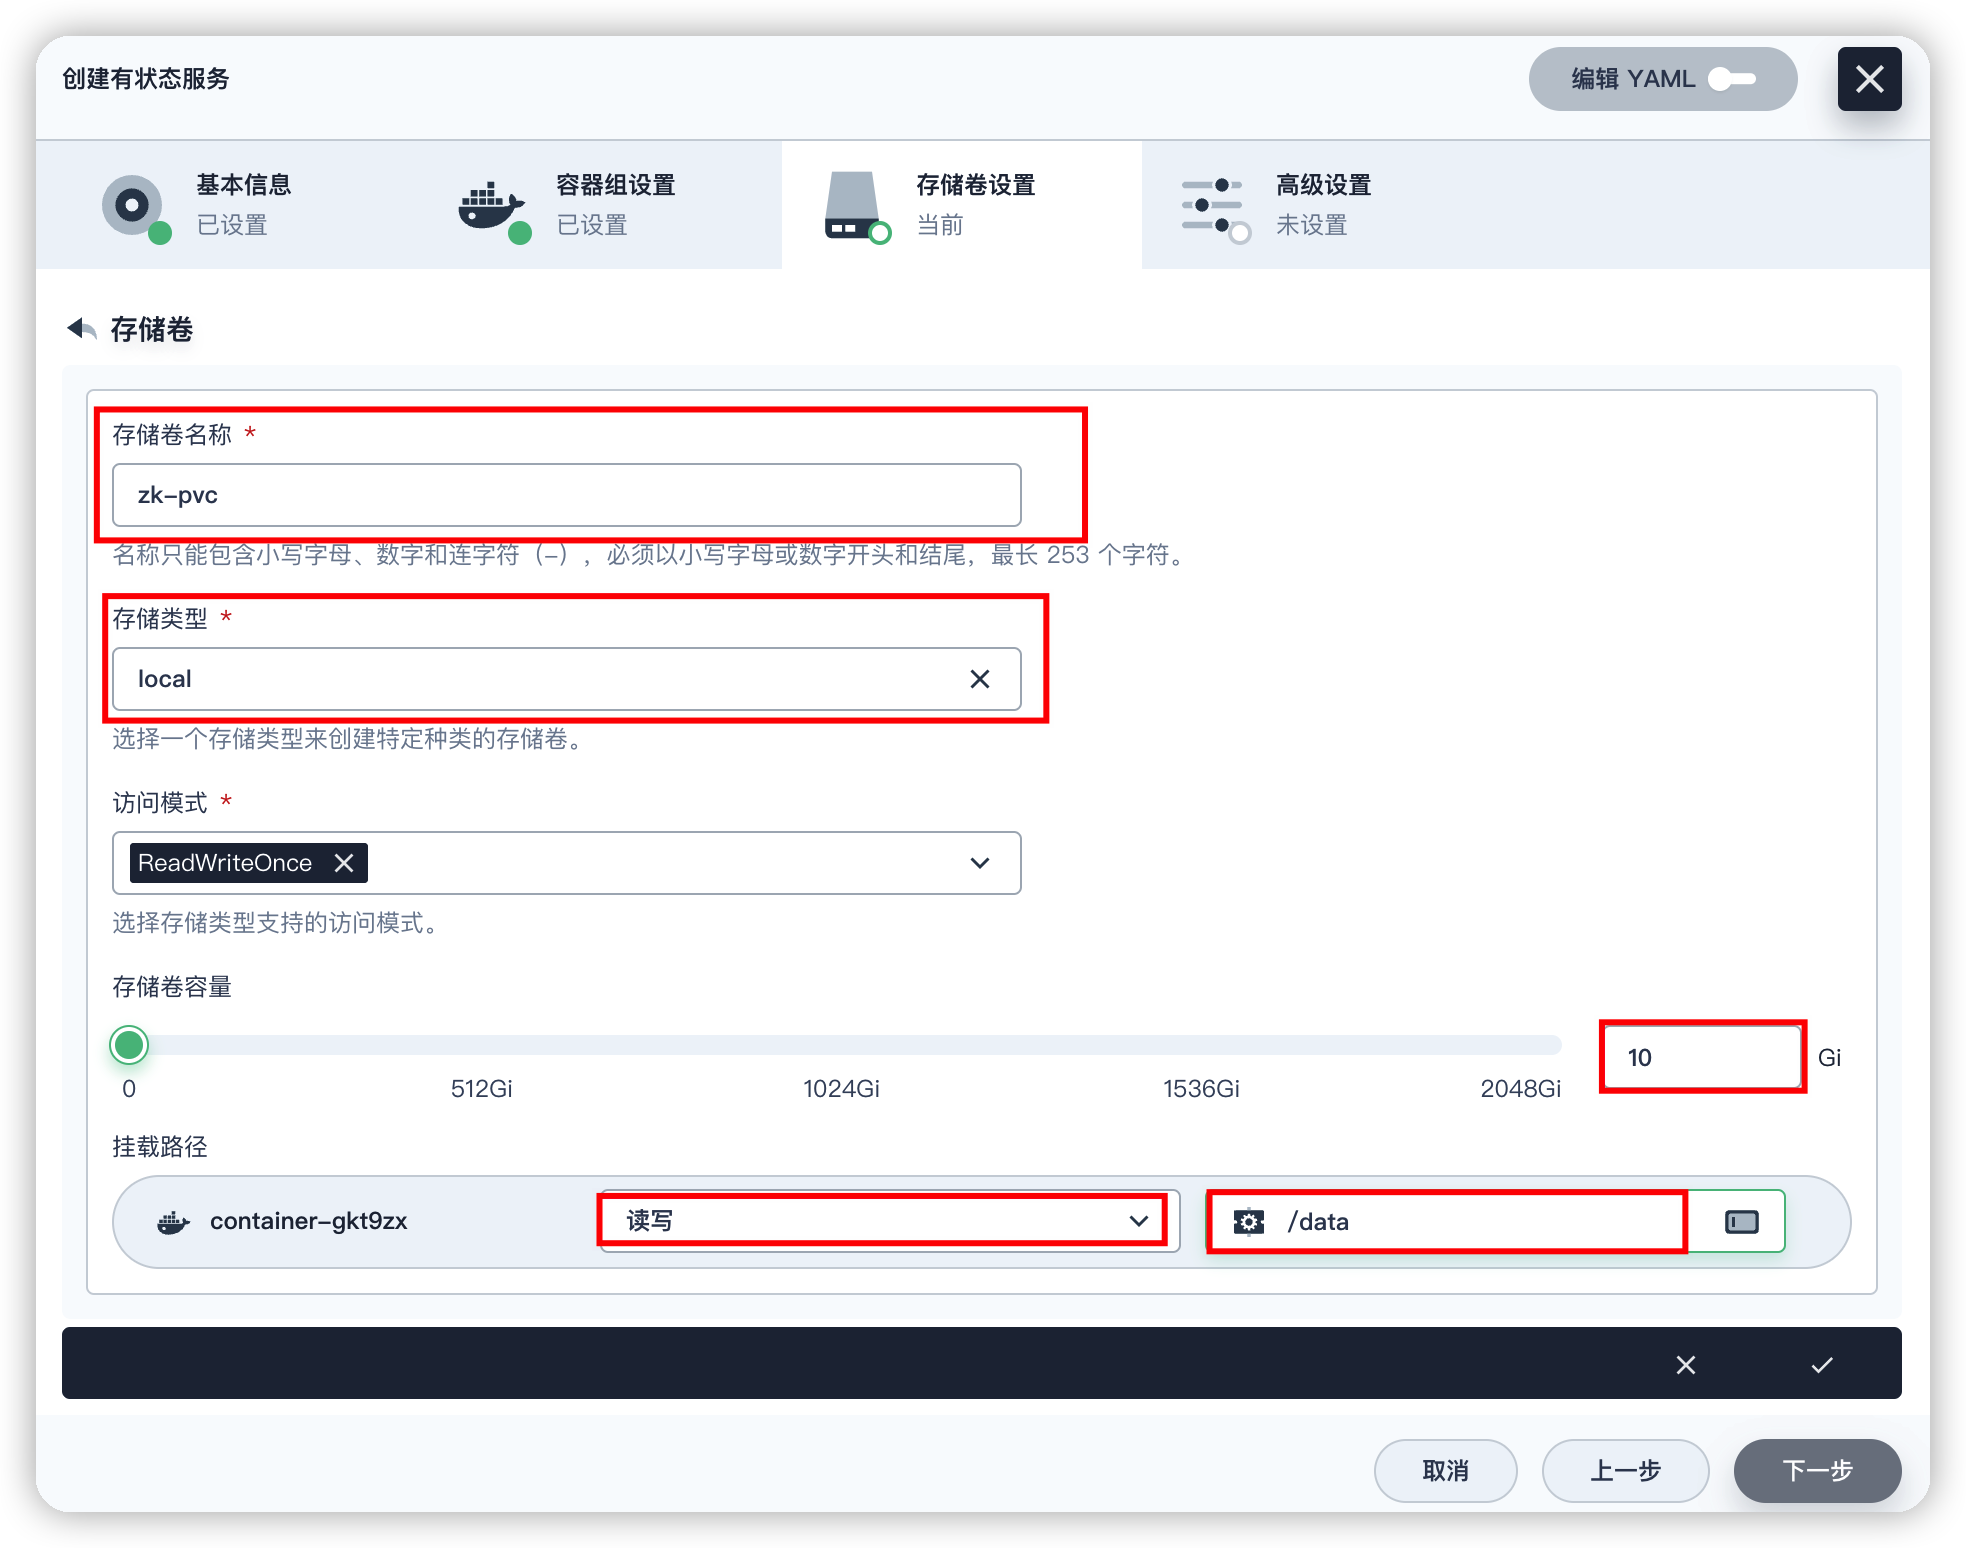 创建有状态服务
编辑 YAML
基本信息
已设置
容器组设置
已设置
存储卷设置
当前
高级设置
未设置
存储卷
存储卷名称 *
zk-pvc
名称只能包含小写字母、数字和连字符（-），必须以小写字母或数字开头和结尾，最长 253 个字符。
存储类型 *
local
选择一个存储类型来创建特定种类的存储卷。
访问模式 *
ReadWriteOnce
选择存储类型支持的访问模式。
存储卷容量
0 512Gi 1024Gi 1536Gi 2048Gi
10 Gi
挂载路径
container-gkt9zx 读写 /data
取消 上一步 下一步